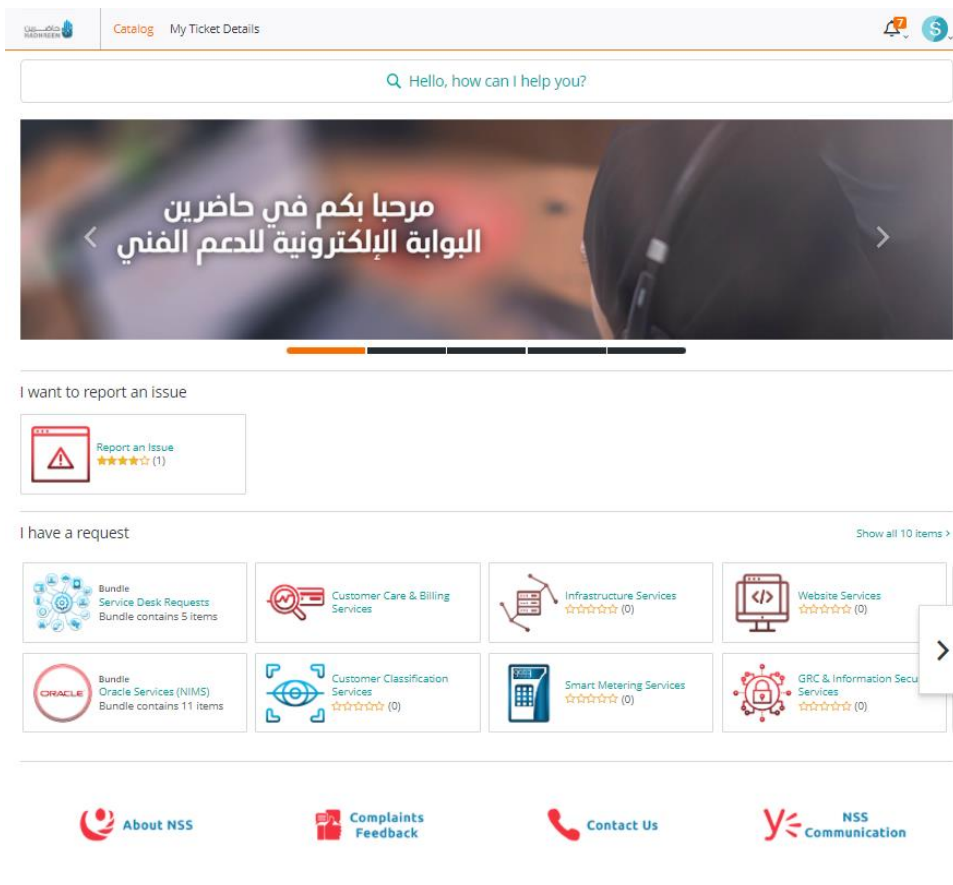 حاضرين
HADHREEN
Catalog My Ticket Details
7
S
Hello, how can I help you?
مرحبا بكم في حاضرين
البوابة الإلكترونية للدعم الفني
I want to report an issue
Report an Issue
(1)
I have a request
Show all 10 items >
Bundle
Service Desk Requests
Bundle contains 5 items
Customer Care & Billing
Services
Infrastructure Services
(0)
Website Services
(0)
ORACLE
Bundle
Oracle Services (NIMS)
Bundle contains 11 items
Customer Classification
Services
(0)
Smart Metering Services
(0)
GRC & Information Secu
Services
(0)
About NSS
Complaints
Feedback
Contact Us
NSS
Communication